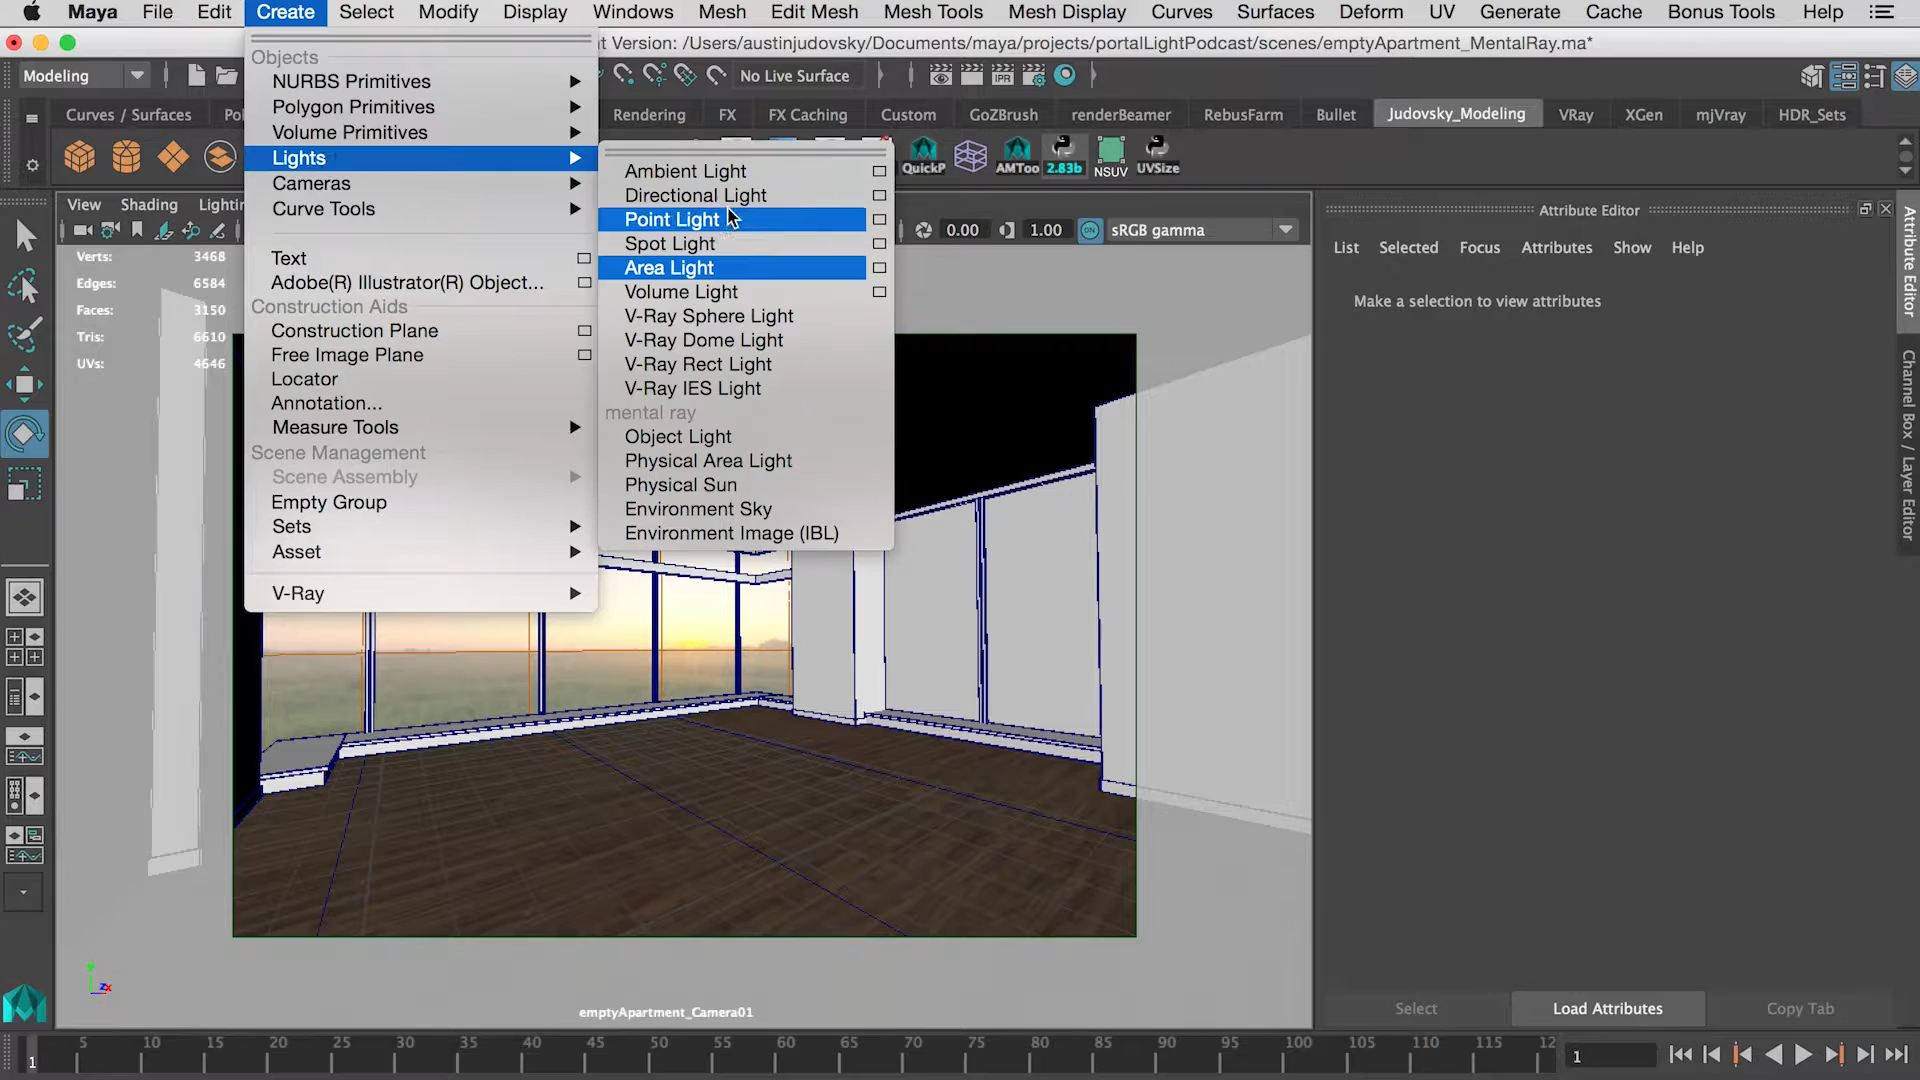 Maya File Edit Create Select Modify Display Windows Mesh Edit Mesh Mesh Tools Mesh Display Curves Surfaces Deform UV Generate Cache Bonus Tools Help
Version: /Users/austinjudovsky/Documents/maya/projects/portalLightPodcast/scenes/emptyApartment_MentalRay.ma*
Modeling
No Live Surface
IPR
Curves / Surfaces
Rendering FX FX Caching Custom GoZBrush renderBeamer RebusFarm Bullet Judovsky_Modeling VRay XGen mjVray HDR_Sets
QuickP AMToo 2.83b NSUV UVSize
Objects
NURBS Primitives
Polygon Primitives
Volume Primitives
Lights
Cameras
Curve Tools
Text
Adobe(R) Illustrator(R) Object...
Construction Aids
Construction Plane
Free Image Plane
Locator
Annotation...
Measure Tools
Scene Management
Scene Assembly
Empty Group
Sets
Asset
V-Ray
Ambient Light
Directional Light
Point Light
Spot Light
Area Light
Volume Light
V-Ray Sphere Light
V-Ray Dome Light
V-Ray Rect Light
V-Ray IES Light
mental ray
Object Light
Physical Area Light
Physical Sun
Environment Sky
Environment Image (IBL)
View Shading
0.00 1.00 ON sRGB gamma
Verts: 3468
Edges: 6584
Faces: 3150
Tris: 6610
UVs: 4646
Attribute Editor
List Selected Focus Attributes Show Help
Make a selection to view attributes
Attribute Editor
Channel Box / Layer Editor
emptyApartment_Camera01
Select Load Attributes Copy Tab
1 5 10 15 20 25 30 35 40 45 50 55 60 65 70 75 80 85 90 95 100 105 110 115 12
1